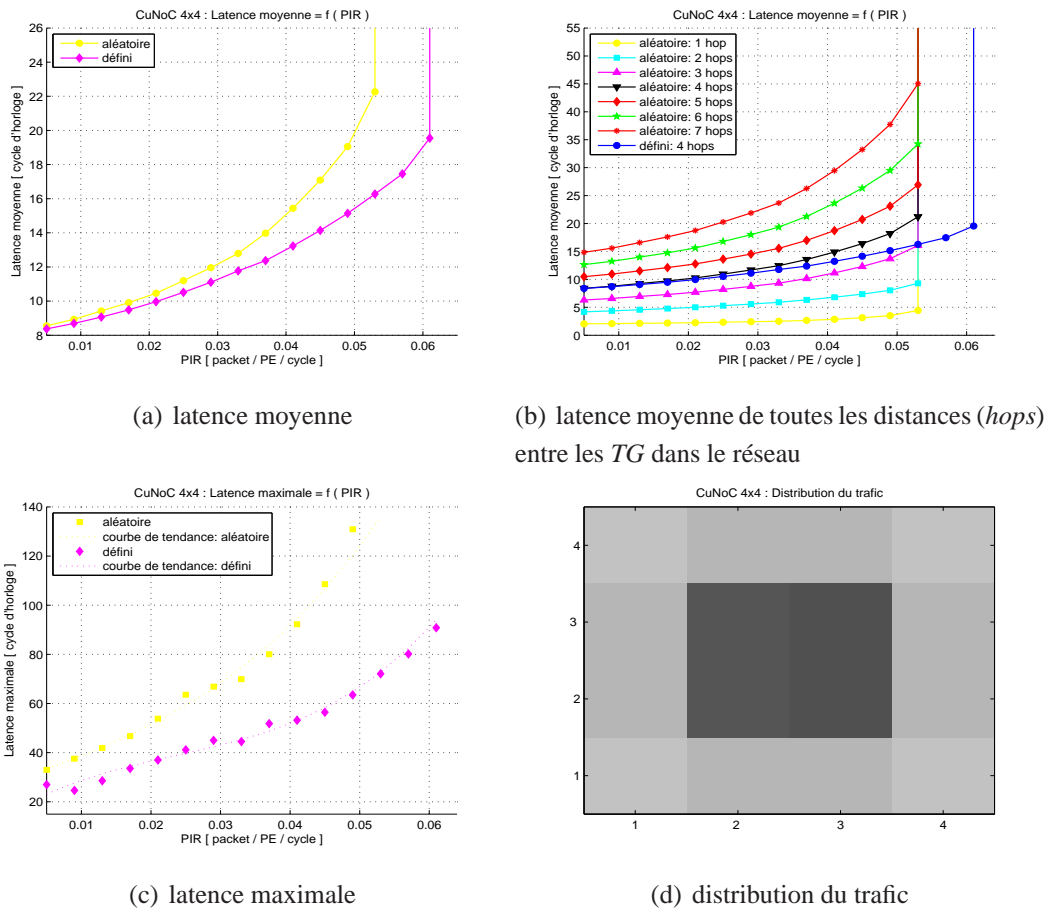 CuNoC 4x4 : Latence moyenne = f ( PIR )
26
24
22
20
18
16
14
12
10
8
Latence moyenne [ cycle d'horloge ]
aléatoire
défini
0.01 0.02 0.03 0.04 0.05 0.06
PIR [ packet / PE / cycle ]
(a) latence moyenne
CuNoC 4x4 : Latence moyenne = f ( PIR )
55
50
45
40
35
30
25
20
15
10
5
0
Latence moyenne [ cycle d'horloge ]
aléatoire: 1 hop
aléatoire: 2 hops
aléatoire: 3 hops
aléatoire: 4 hops
aléatoire: 5 hops
aléatoire: 6 hops
aléatoire: 7 hops
défini: 4 hops
0.01 0.02 0.03 0.04 0.05 0.06
PIR [ packet / PE / cycle ]
(b) latence moyenne de toutes les distances (hops)
entre les TG dans le réseau
CuNoC 4x4 : Latence maximale = f ( PIR )
140
120
100
80
60
40
20
Latence maximale [ cycle d'horloge ]
aléatoire
courbe de tendance: aléatoire
défini
courbe de tendance: défini
0.01 0.02 0.03 0.04 0.05 0.06
PIR [ packet / PE / cycle ]
(c) latence maximale
CuNoC 4x4 : Distribution du trafic
4
3
2
1
1 2 3 4
(d) distribution du trafic